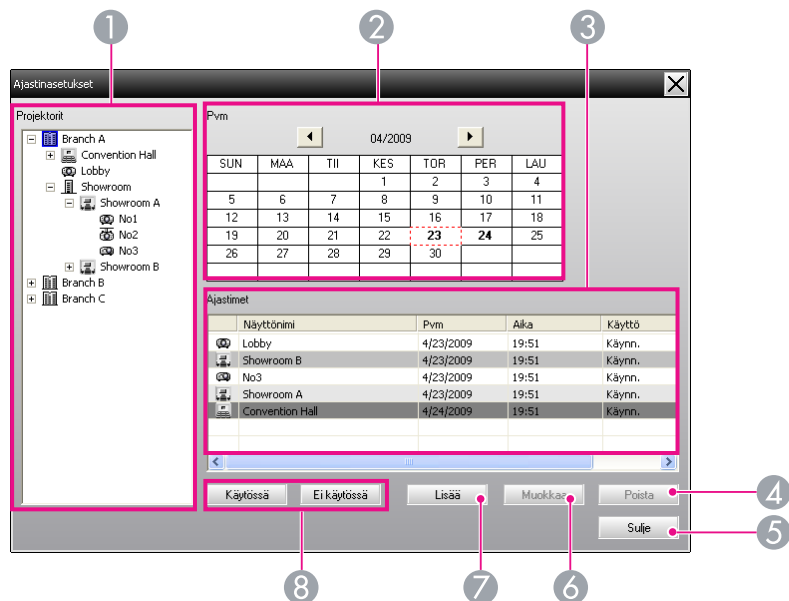 1 2 3
Ajastinasetukset
Projektorit
Branch A
Convention Hall
Lobby
Showroom
Showroom A
No1
No2
No3
Showroom B
Branch B
Branch C
Pvm
04/2009
SUN MAA TII KES TOR PER LAU
1 2 3 4
5 6 7 8 9 10 11
12 13 14 15 16 17 18
19 20 21 22 23 24 25
26 27 28 29 30
Ajastimet
Näyttönimi Pvm Aika Käyttö
Lobby 4/23/2009 19:51 Käynn.
Showroom B 4/23/2009 19:51 Käynn.
No3 4/23/2009 19:51 Käynn.
Showroom A 4/23/2009 19:51 Käynn.
Convention Hall 4/24/2009 19:51 Käynn.
Käytössä Ei käytössä Lisää Muokkaa Poista 4
Sulje 5
8 7 6